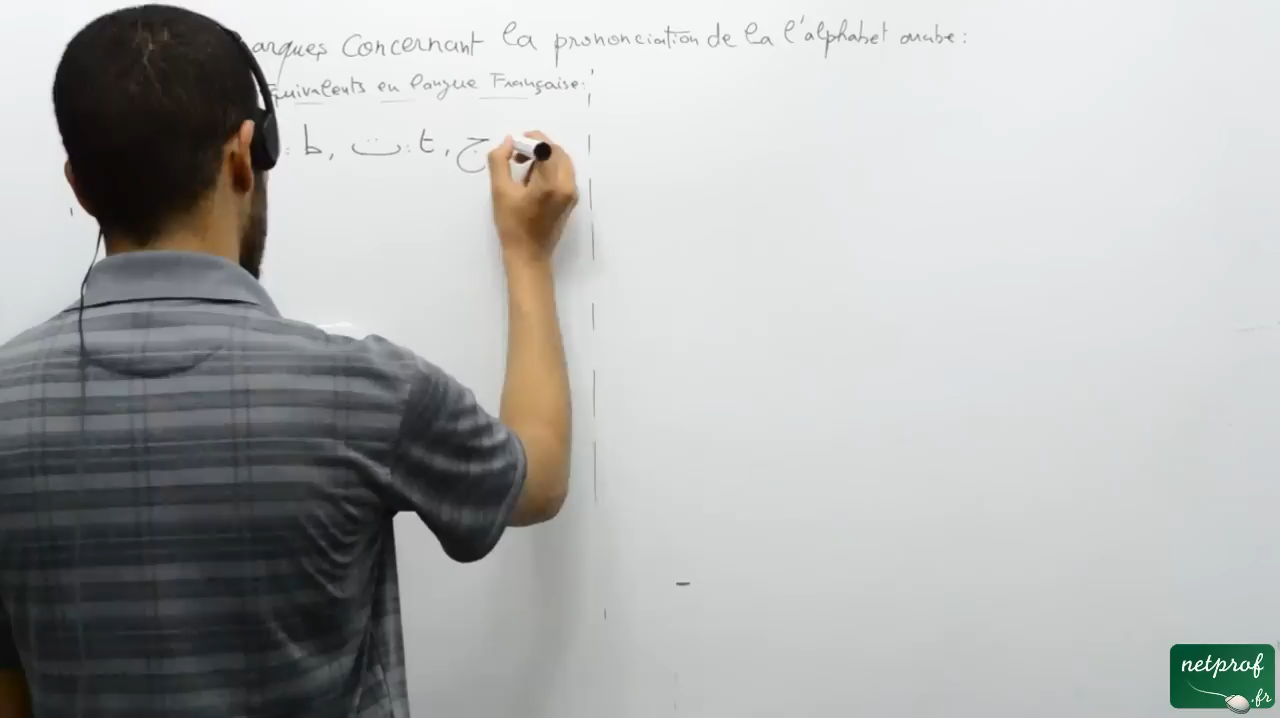 arques Concernant la prononciation de la l'alphabet arabe :
Équivalents en langue Française :
: b, ت : t, ج
netprof
.fr